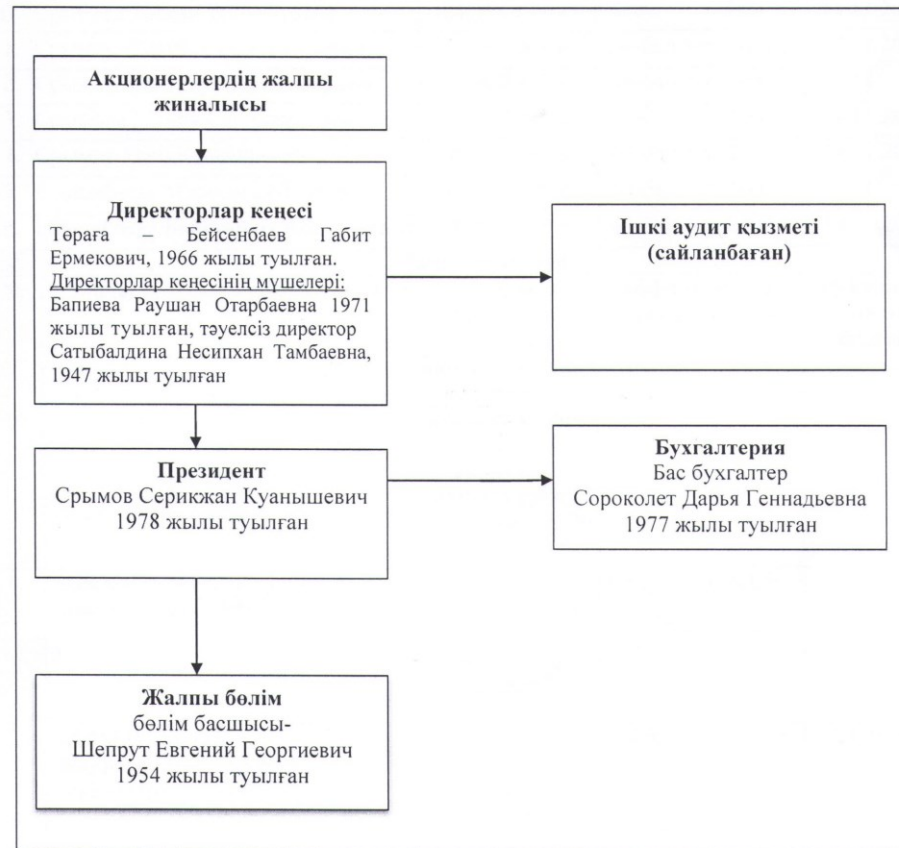 Акционерлердің жалпы
жиналысы
Директорлар кеңесі
Төраға – Бейсенбаев Габит
Ермекович, 1966 жылы туылған.
Директорлар кеңесінің мүшелері:
Бапиева Раушан Отарбаевна 1971
жылы туылған, тәуелсіз директор
Сатыбалдина Несипхан Тамбаевна,
1947 жылы туылған
Ішкі аудит қызметі
(сайланбаған)
Президент
Срымов Серикжан Куанышевич
1978 жылы туылған
Бухгалтерия
Бас бухгалтер
Сороколет Дарья Геннадьевна
1977 жылы туылған
Жалпы бөлім
бөлім басшысы-
Шепрут Евгений Георгиевич
1954 жылы туылған